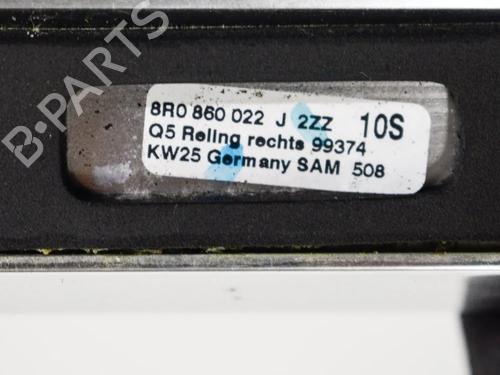 B-PARTS
8R0 860 022 J 2ZZ 10S
Q5 Reling rechts 99374
KW25 Germany SAM 508